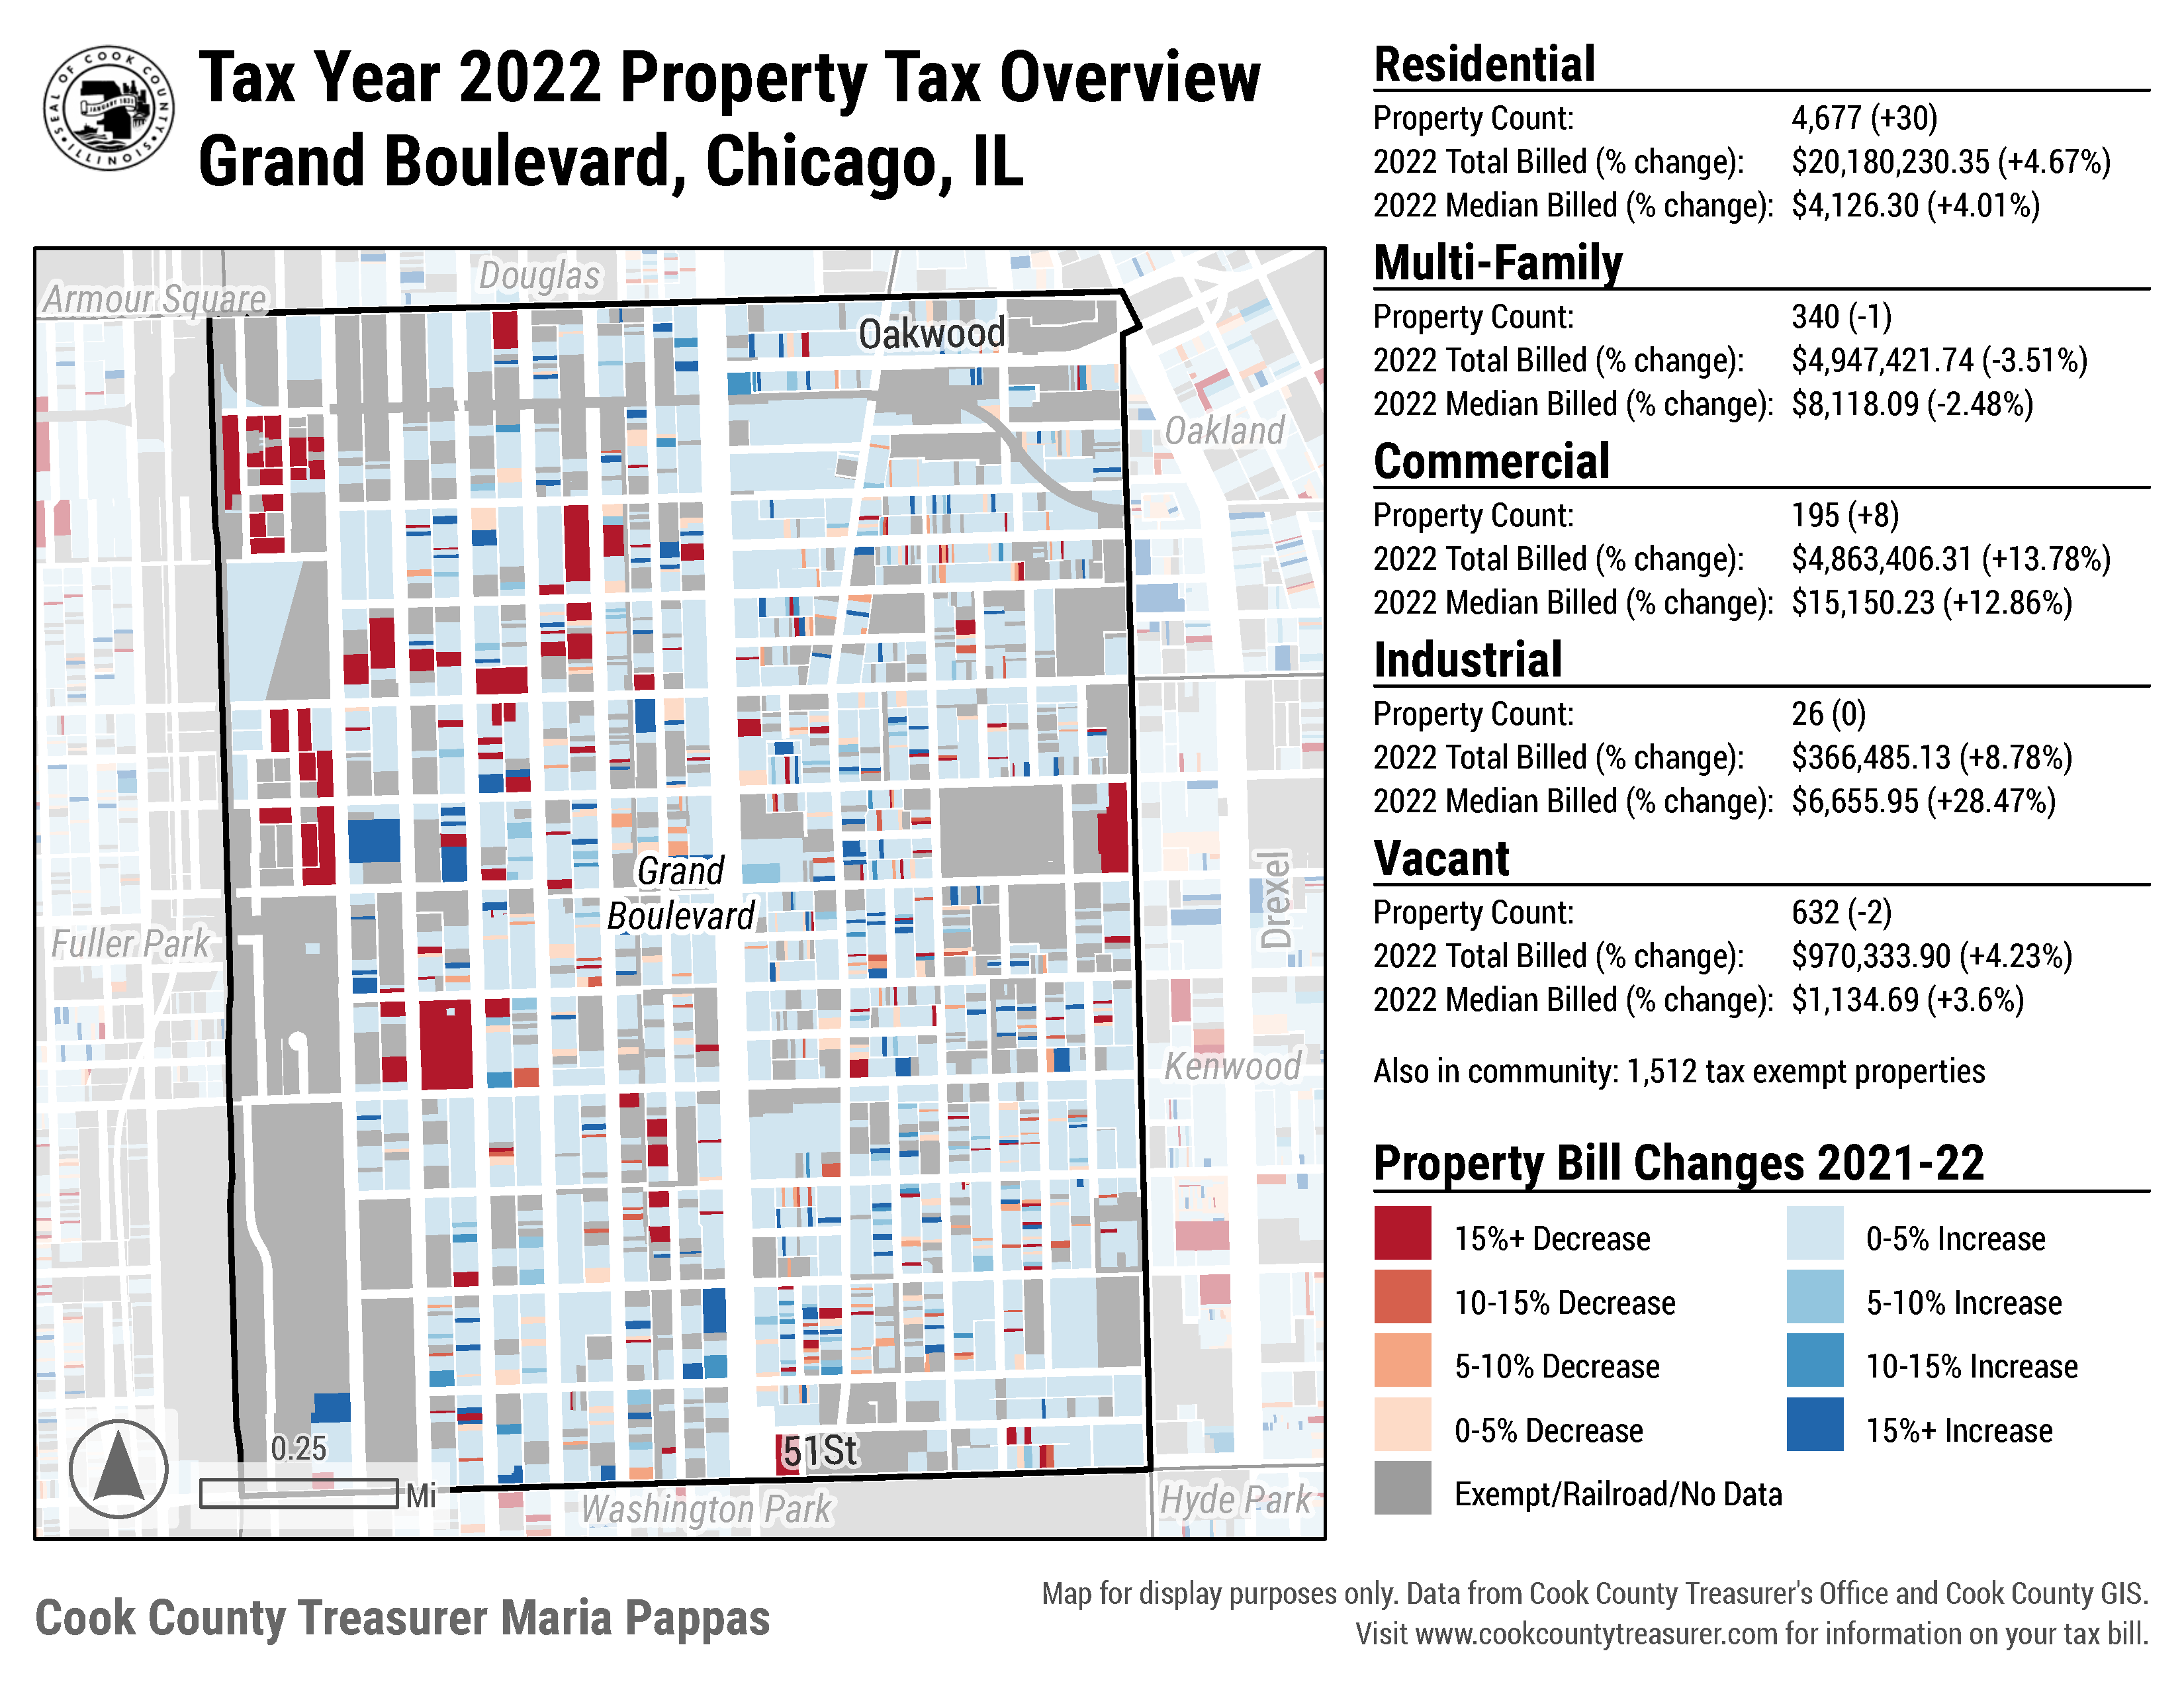 SEAL OF COOK COUNTY
ILLINOIS
JANUARY 1831
Tax Year 2022 Property Tax Overview
Grand Boulevard, Chicago, IL
Armour Square
Douglas
Oakwood
Oakland
Grand
Boulevard
Fuller Park
Drexel
Kenwood
51St
0.25
Mi
Washington Park
Hyde Park
Residential
Property Count: 4,677 (+30)
2022 Total Billed (% change): $20,180,230.35 (+4.67%)
2022 Median Billed (% change): $4,126.30 (+4.01%)
Multi-Family
Property Count: 340 (-1)
2022 Total Billed (% change): $4,947,421.74 (-3.51%)
2022 Median Billed (% change): $8,118.09 (-2.48%)
Commercial
Property Count: 195 (+8)
2022 Total Billed (% change): $4,863,406.31 (+13.78%)
2022 Median Billed (% change): $15,150.23 (+12.86%)
Industrial
Property Count: 26 (0)
2022 Total Billed (% change): $366,485.13 (+8.78%)
2022 Median Billed (% change): $6,655.95 (+28.47%)
Vacant
Property Count: 632 (-2)
2022 Total Billed (% change): $970,333.90 (+4.23%)
2022 Median Billed (% change): $1,134.69 (+3.6%)
Also in community: 1,512 tax exempt properties
Property Bill Changes 2021-22
15%+ Decrease 0-5% Increase
10-15% Decrease 5-10% Increase
5-10% Decrease 10-15% Increase
0-5% Decrease 15%+ Increase
Exempt/Railroad/No Data
Cook County Treasurer Maria Pappas
Map for display purposes only. Data from Cook County Treasurer's Office and Cook County GIS.
Visit www.cookcountytreasurer.com for information on your tax bill.